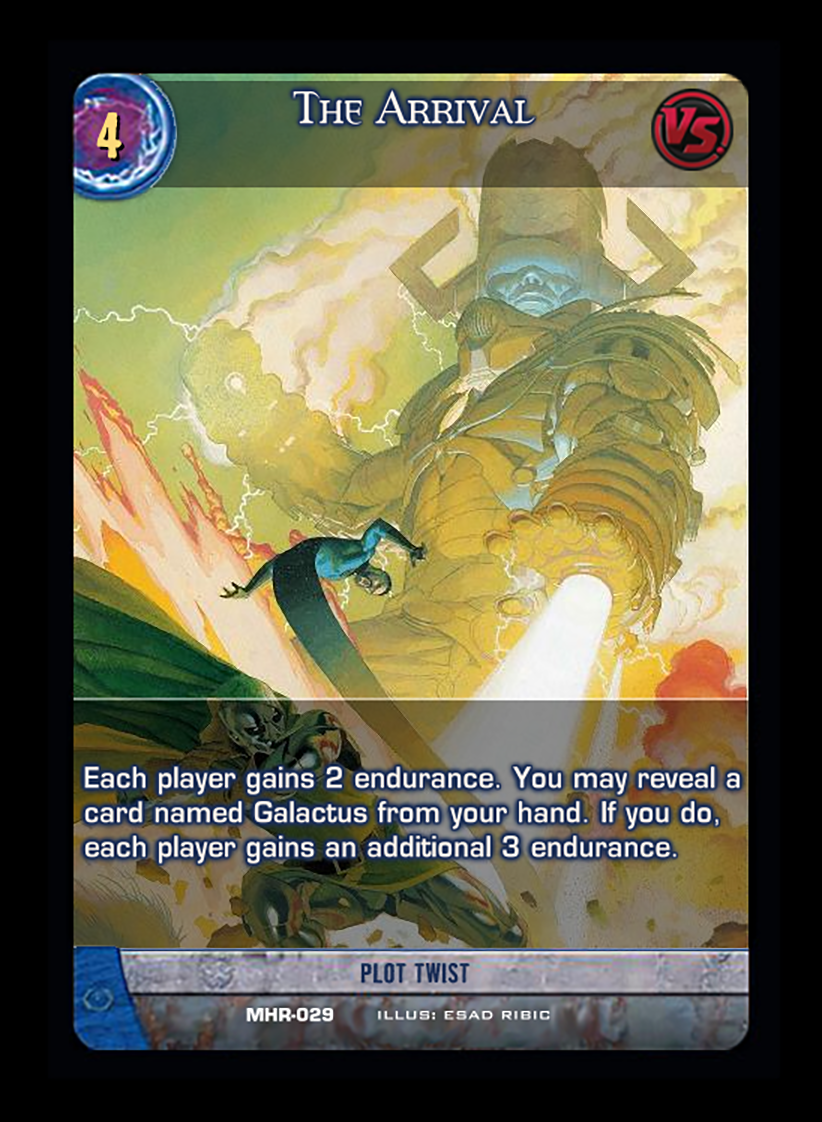 4
The Arrival
VS.
Each player gains 2 endurance. You may reveal a
card named Galactus from your hand. If you do,
each player gains an additional 3 endurance.
PLOT TWIST
MHR-029 ILLUS: ESAD RIBIC